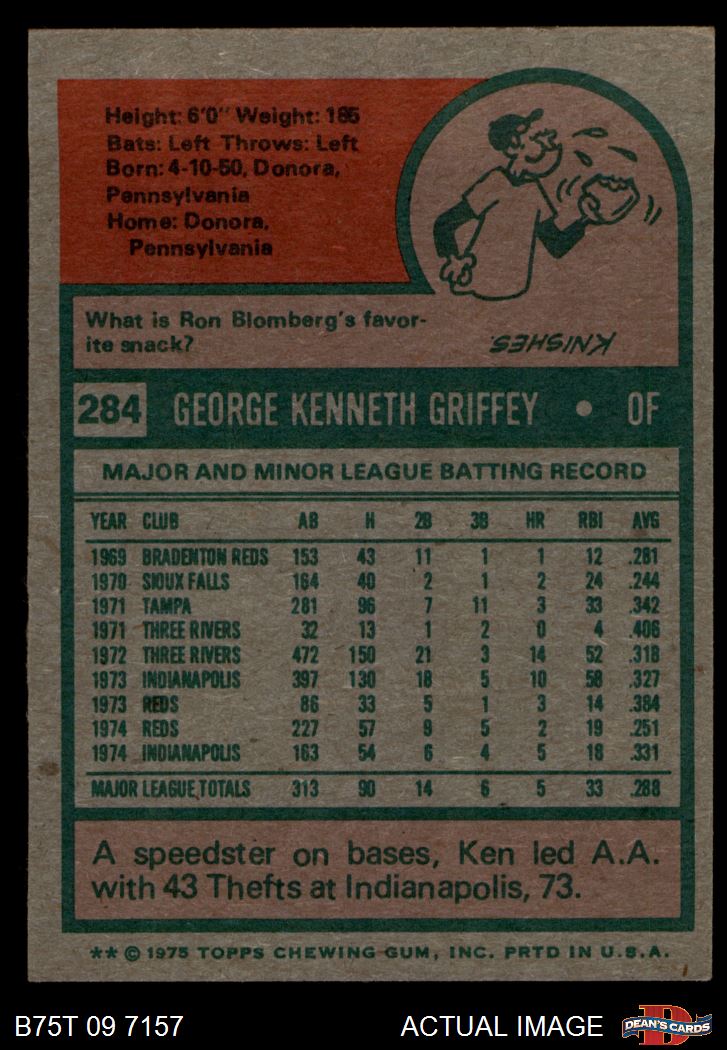 Height: 6'0" Weight: 185
Bats: Left Throws: Left
Born: 4-10-50, Donora,
Pennsylvania
Home: Donora,
Pennsylvania
What is Ron Blomberg's favor-
ite snack?
KNISHES.
284 GEORGE KENNETH GRIFFEY • OF
MAJOR AND MINOR LEAGUE BATTING RECORD
YEAR CLUB AB H 2B 3B HR RBI AVG
1969 BRADENTON REDS 153 43 11 1 1 12 .281
1970 SIOUX FALLS 164 40 2 1 2 24 .244
1971 TAMPA 281 96 7 11 3 33 .342
1971 THREE RIVERS 32 13 1 2 0 4 .406
1972 THREE RIVERS 472 150 21 3 14 52 .318
1973 INDIANAPOLIS 397 130 18 5 10 58 .327
1973 REDS 86 33 5 1 3 14 .384
1974 REDS 227 57 9 5 2 19 .251
1974 INDIANAPOLIS 163 54 6 4 5 18 .331
MAJOR LEAGUE TOTALS 313 90 14 6 5 33 .288
A speedster on bases, Ken led A.A.
with 43 Thefts at Indianapolis, 73.
** © 1975 TOPPS CHEWING GUM, INC. PRTD IN U.S.A.
B75T 09 7157 ACTUAL IMAGE D DEAN'S CARDS